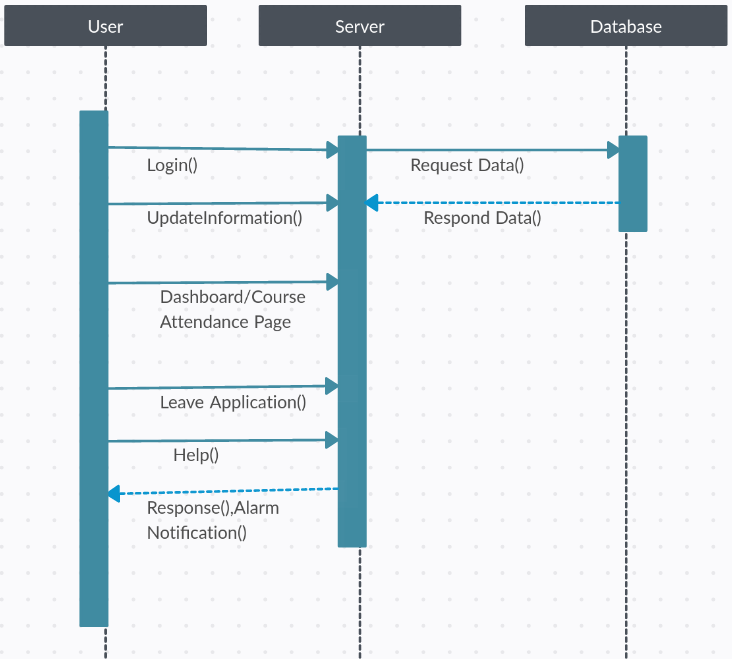 User
Server
Database
Login()
Request Data()
UpdateInformation()
Respond Data()
Dashboard/Course
Attendance Page
Leave Application()
Help()
Response(),Alarm
Notification()